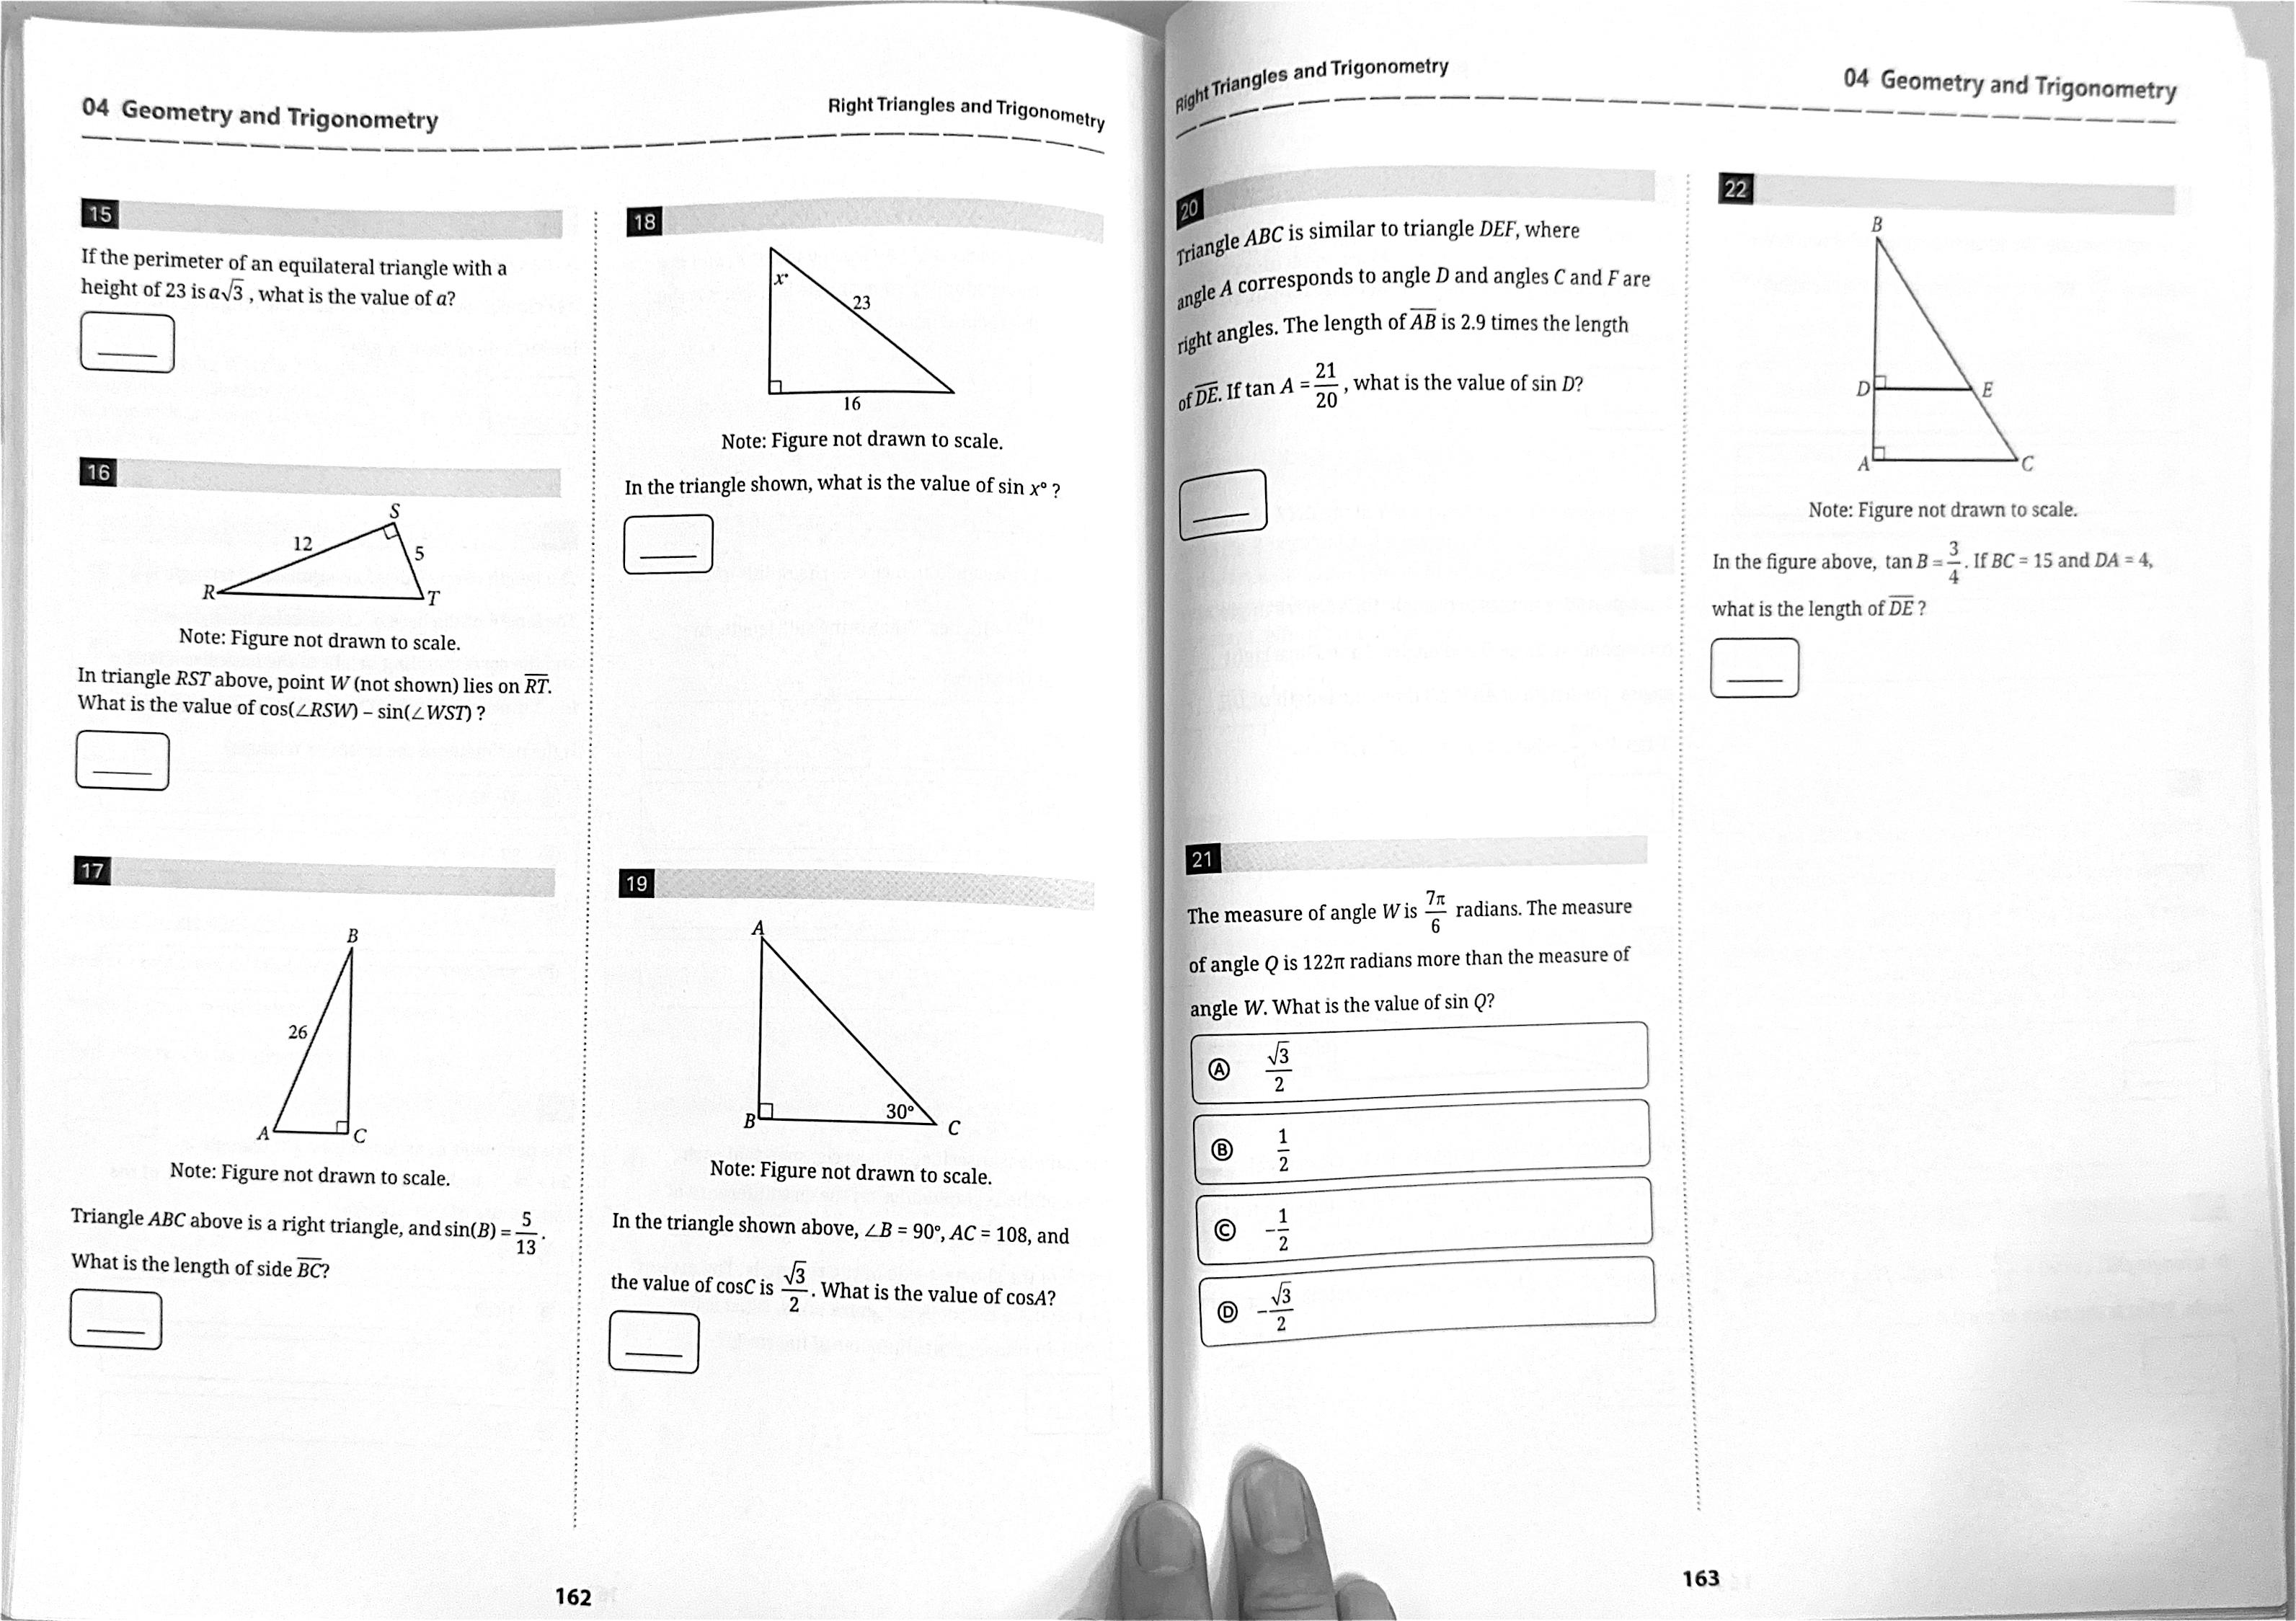 04 Geometry and Trigonometry
Right Triangles and Trigonometry
15
If the perimeter of an equilateral triangle with a
height of 23 is a√3 , what is the value of a?
16
S
12
5
R
T
Note: Figure not drawn to scale.
In triangle RST above, point W (not shown) lies on RT.
What is the value of cos(∠RSW) – sin(∠WST) ?
17
B
26
A
C
Note: Figure not drawn to scale.
Triangle ABC above is a right triangle, and sin(B) = 5/13.
What is the length of side BC?
18
x°
23
16
Note: Figure not drawn to scale.
In the triangle shown, what is the value of sin x° ?
19
A
B
30°
C
Note: Figure not drawn to scale.
In the triangle shown above, ∠B = 90°, AC = 108, and
the value of cosC is √3/2. What is the value of cosA?
162
Right Triangles and Trigonometry
04 Geometry and Trigonometry
20
Triangle ABC is similar to triangle DEF, where
angle A corresponds to angle D and angles C and F are
right angles. The length of AB is 2.9 times the length
of DE. If tan A = 21/20, what is the value of sin D?
21
The measure of angle W is 7π/6 radians. The measure
of angle Q is 122π radians more than the measure of
angle W. What is the value of sin Q?
A √3/2
B 1/2
C -1/2
D -√3/2
22
B
D
E
A
C
Note: Figure not drawn to scale.
In the figure above, tan B = 3/4. If BC = 15 and DA = 4,
what is the length of DE ?
163